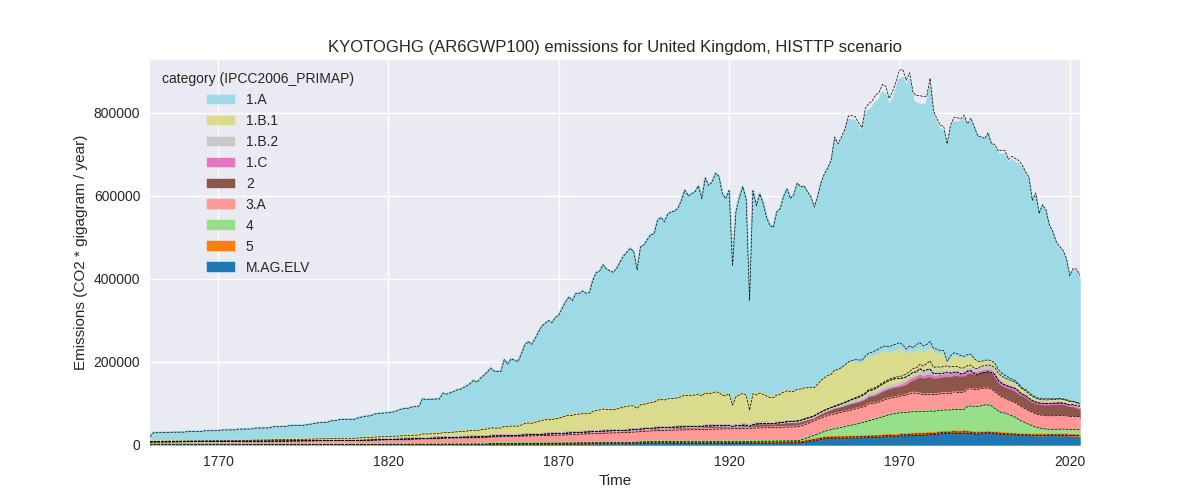 KYOTOGHG (AR6GWP100) emissions for United Kingdom, HISTTP scenario
category (IPCC2006_PRIMAP)
1.A
1.B.1
1.B.2
1.C
2
3.A
4
5
M.AG.ELV
Emissions (CO2 * gigagram / year)
800000
600000
400000
200000
0
1770
1820
1870
1920
1970
2020
Time